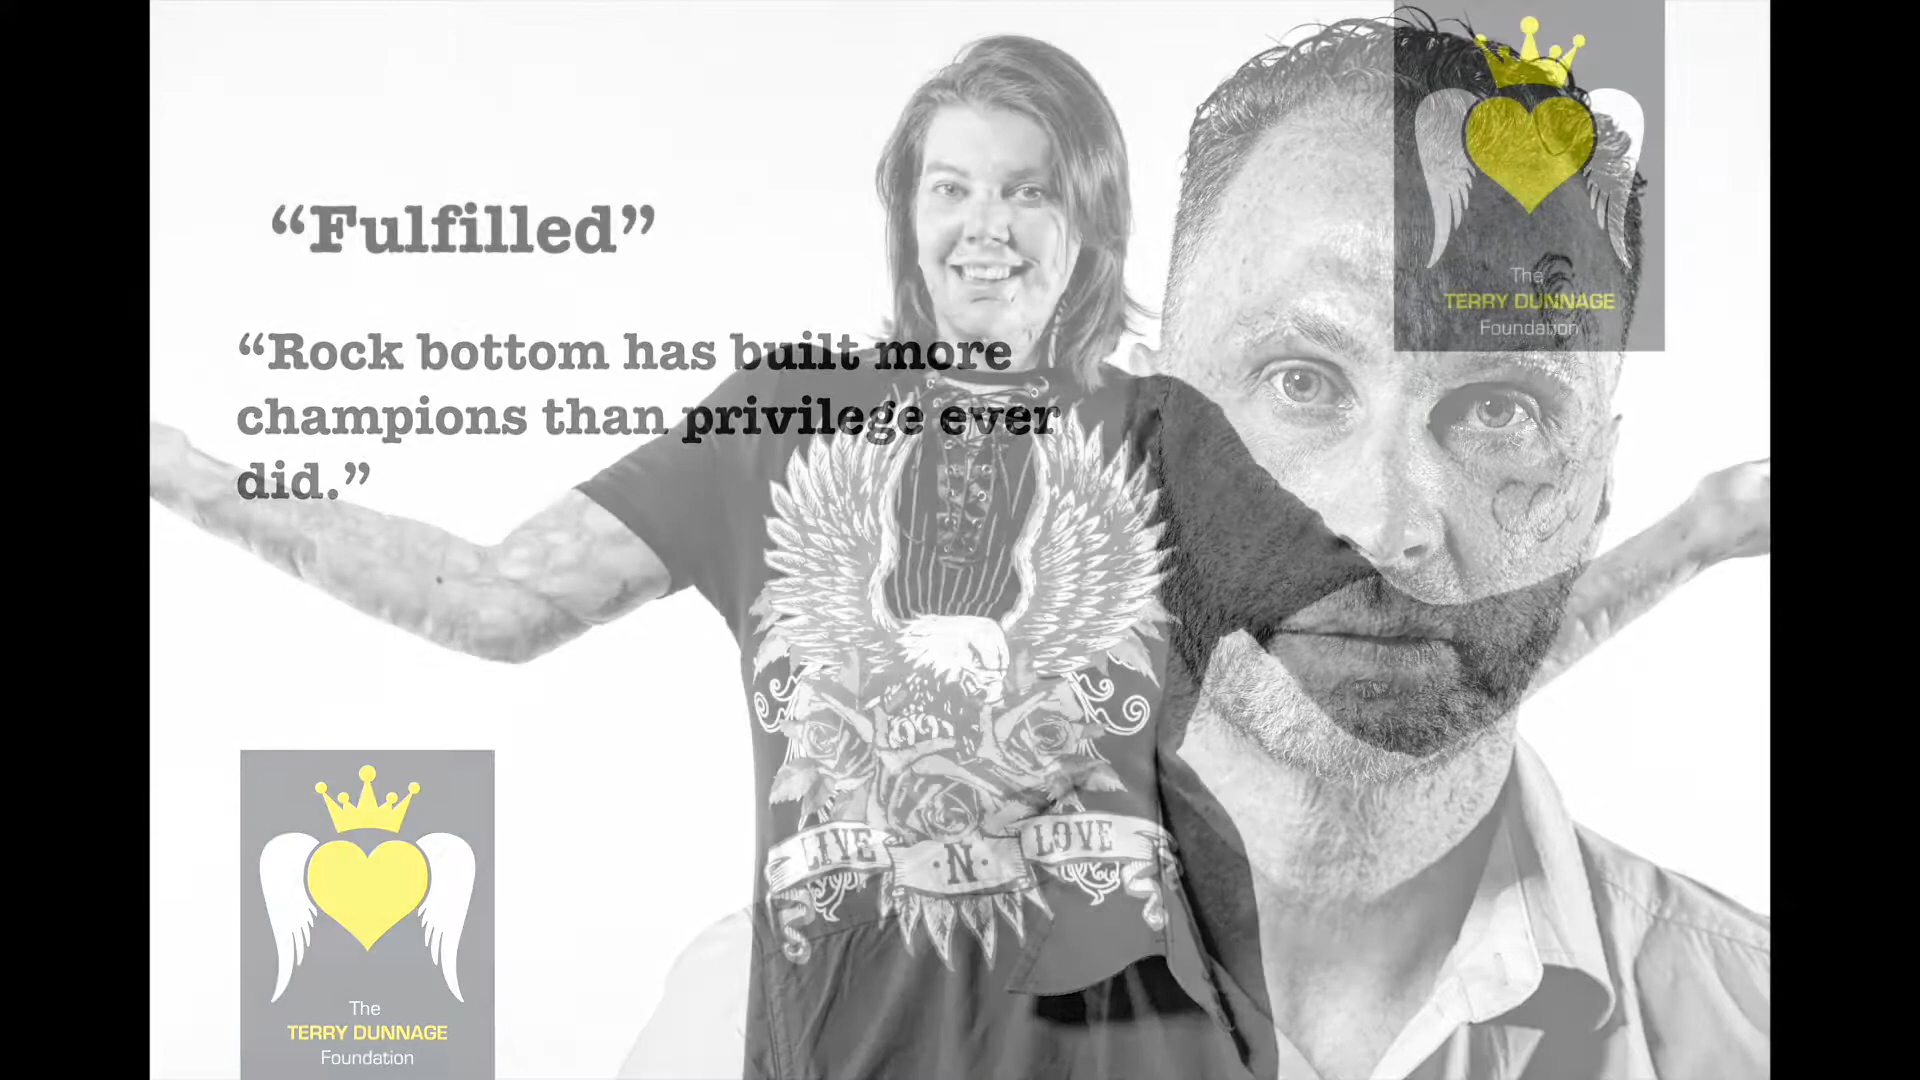 “Fulfilled”
“Rock bottom has built more
champions than privilege ever
did.”
The
TERRY DUNNAGE
Foundation
LIVE ·N· LOVE
The
TERRY DUNNAGE
Foundation